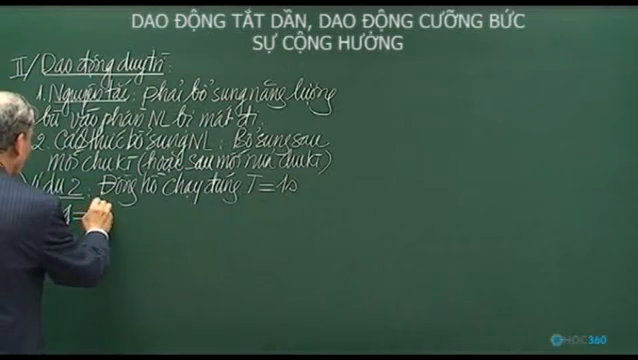 DAO ĐỘNG TẮT DẦN, DAO ĐỘNG CƯỠNG BỨC
SỰ CỘNG HƯỞNG
II/ Dao động duy trì:
1. Nguyên tắc: phải bổ sung năng lượng
bù vào phần NL bị mất đi.
2. Cách thức bổ sung NL: Bổ sung sau
mỗi chu kì (hoặc sau mỗi nửa chu kì)
dụ 2: Đồng hồ chạy đúng T = 1s
HOC360